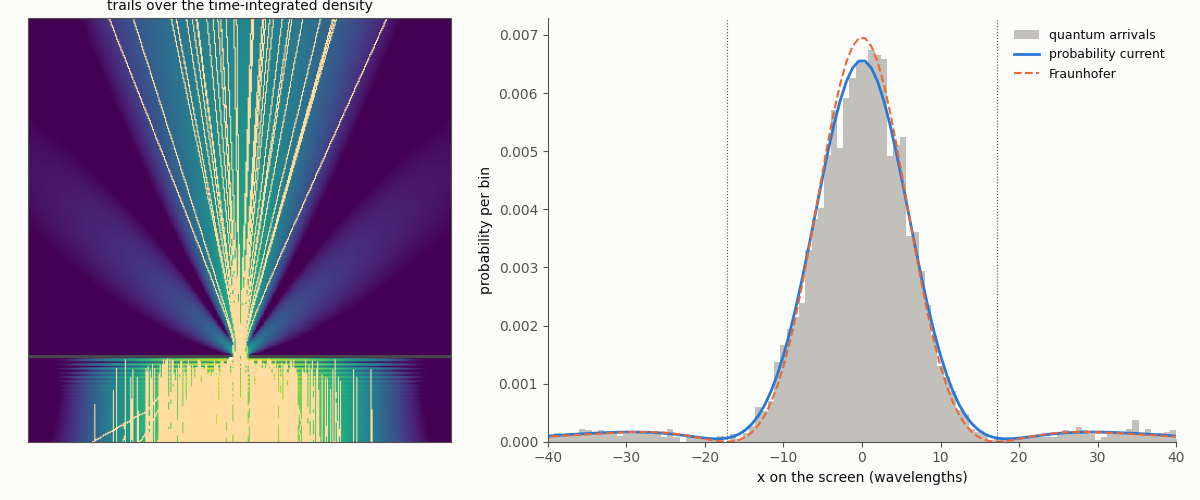 trails over the time-integrated density
quantum arrivals
probability current
Fraunhofer
probability per bin
0.007
0.006
0.005
0.004
0.003
0.002
0.001
0.000
−40
−30
−20
−10
0
10
20
30
40
x on the screen (wavelengths)